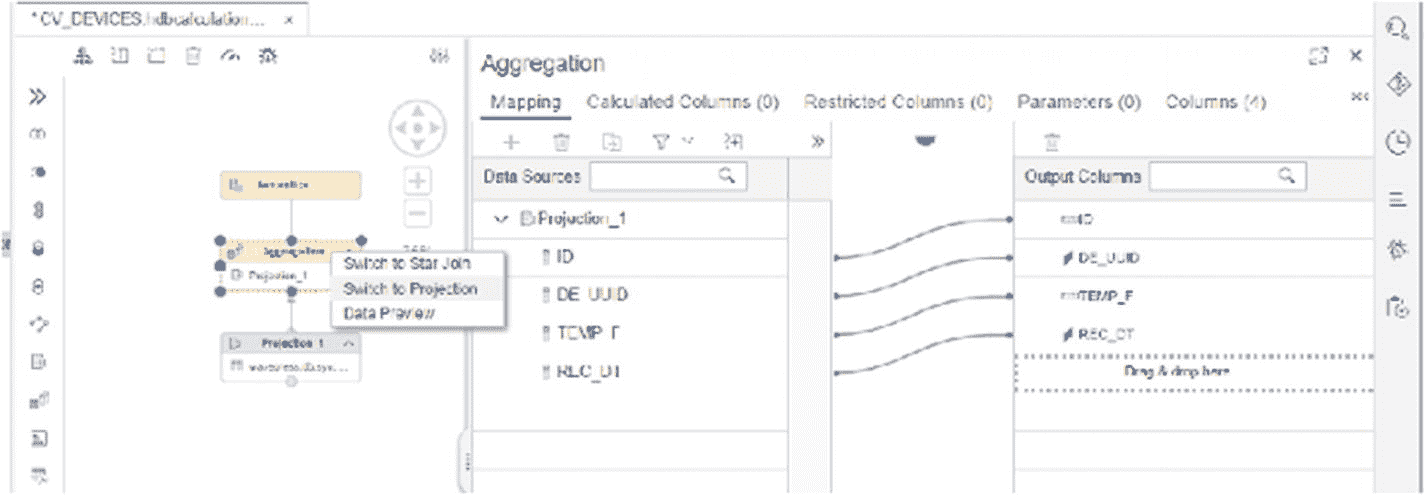 *CV_DEVICES.hdbcalculation... ×
Aggregation
Mapping Calculated Columns (0) Restricted Columns (0) Parameters (0) Columns (4)
Data Sources
Output Columns
Projection_1
ID
DE_UUID
TEMP_F
REC_DT
ID
DE_UUID
TEMP_F
REC_DT
Drag & drop here
Semantics
Aggregation
Projection_1
Switch to Star Join
Switch to Projection
Data Preview
Projection_1